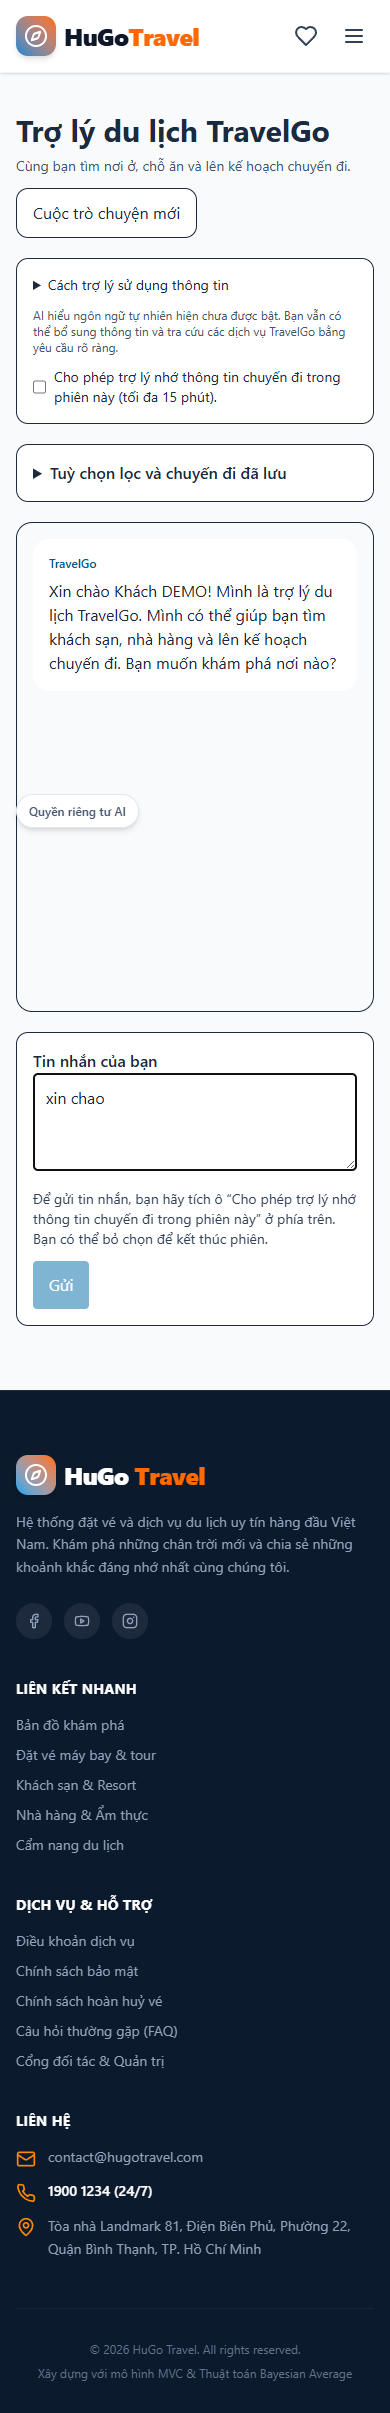 HuGoTravel
Trợ lý du lịch TravelGo
Cùng bạn tìm nơi ở, chỗ ăn và lên kế hoạch chuyến đi.
Cuộc trò chuyện mới
Cách trợ lý sử dụng thông tin
AI hiểu ngôn ngữ tự nhiên hiện chưa được bật. Bạn vẫn có
thể bổ sung thông tin và tra cứu các dịch vụ TravelGo bằng
yêu cầu rõ ràng.
Cho phép trợ lý nhớ thông tin chuyến đi trong
phiên này (tối đa 15 phút).
Tuỳ chọn lọc và chuyến đi đã lưu
TravelGo
Xin chào Khách DEMO! Mình là trợ lý du
lịch TravelGo. Mình có thể giúp bạn tìm
khách sạn, nhà hàng và lên kế hoạch
chuyến đi. Bạn muốn khám phá nơi nào?
Quyền riêng tư AI
Tin nhắn của bạn
xin chao
Để gửi tin nhắn, bạn hãy tích ô “Cho phép trợ lý nhớ
thông tin chuyến đi trong phiên này” ở phía trên.
Bạn có thể bỏ chọn để kết thúc phiên.
Gửi
HuGo Travel
Hệ thống đặt vé và dịch vụ du lịch uy tín hàng đầu Việt
Nam. Khám phá những chân trời mới và chia sẻ những
khoảnh khắc đáng nhớ nhất cùng chúng tôi.
LIÊN KẾT NHANH
Bản đồ khám phá
Đặt vé máy bay & tour
Khách sạn & Resort
Nhà hàng & Ẩm thực
Cẩm nang du lịch
DỊCH VỤ & HỖ TRỢ
Điều khoản dịch vụ
Chính sách bảo mật
Chính sách hoàn huỷ vé
Câu hỏi thường gặp (FAQ)
Cổng đối tác & Quản trị
LIÊN HỆ
contact@hugotravel.com
1900 1234 (24/7)
Tòa nhà Landmark 81, Điện Biên Phủ, Phường 22,
Quận Bình Thạnh, TP. Hồ Chí Minh
© 2026 HuGo Travel. All rights reserved.
Xây dựng với mô hình MVC & Thuật toán Bayesian Average